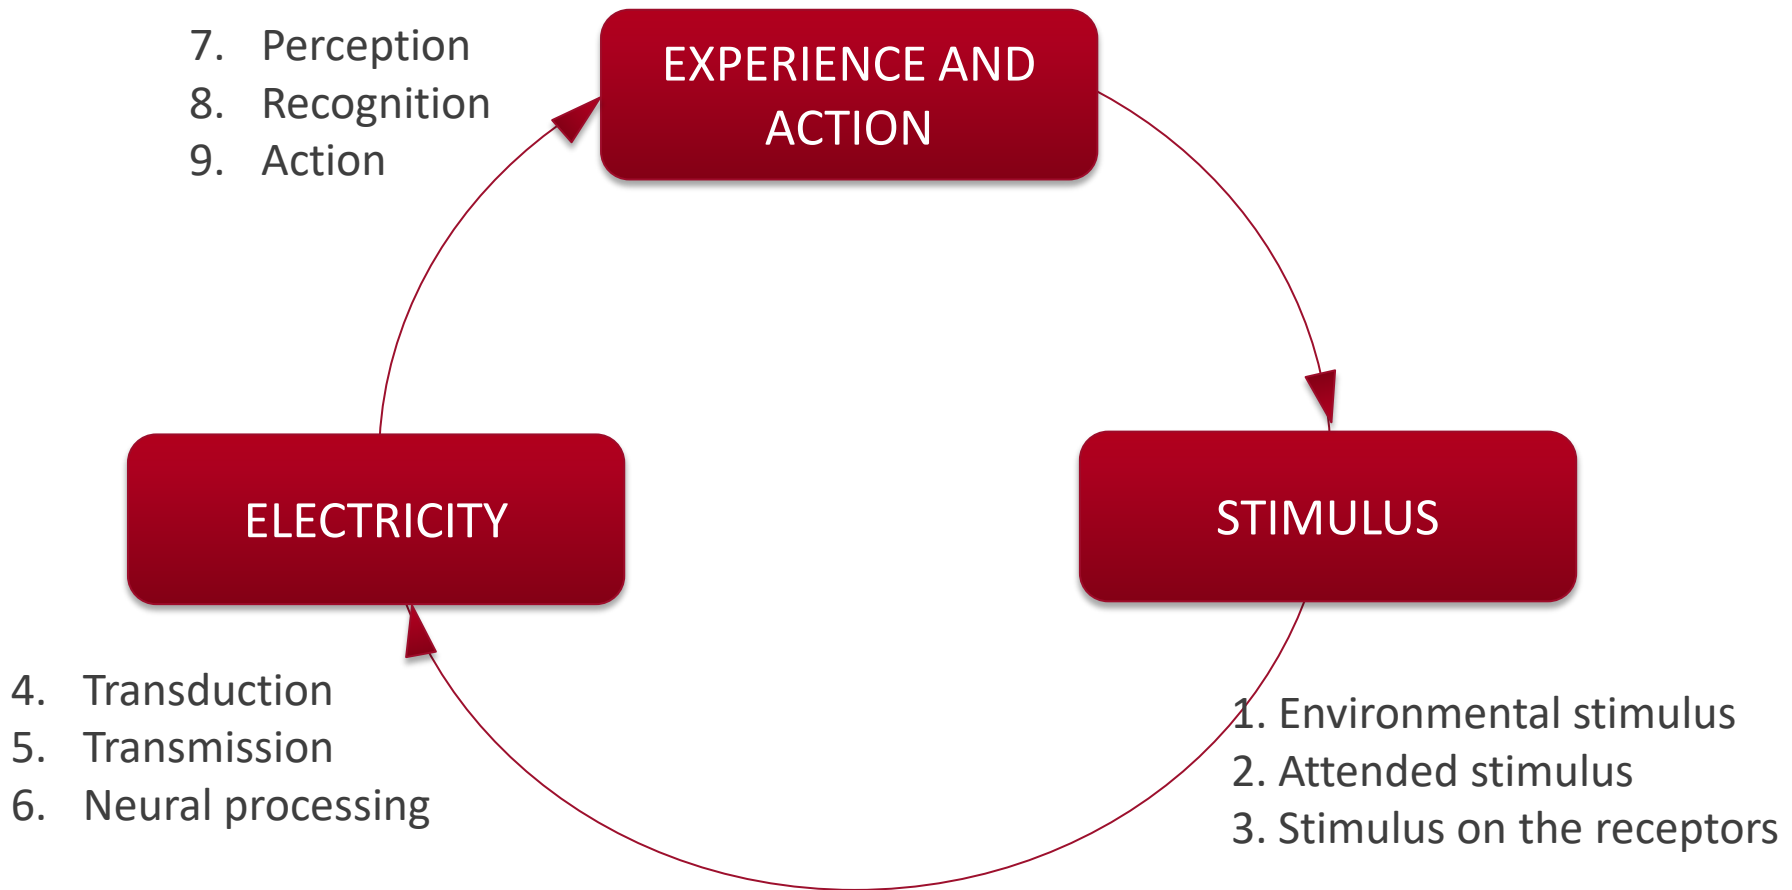 7. Perception
8. Recognition
9. Action
EXPERIENCE AND
ACTION
ELECTRICITY
STIMULUS
4. Transduction
5. Transmission
6. Neural processing
1. Environmental stimulus
2. Attended stimulus
3. Stimulus on the receptors